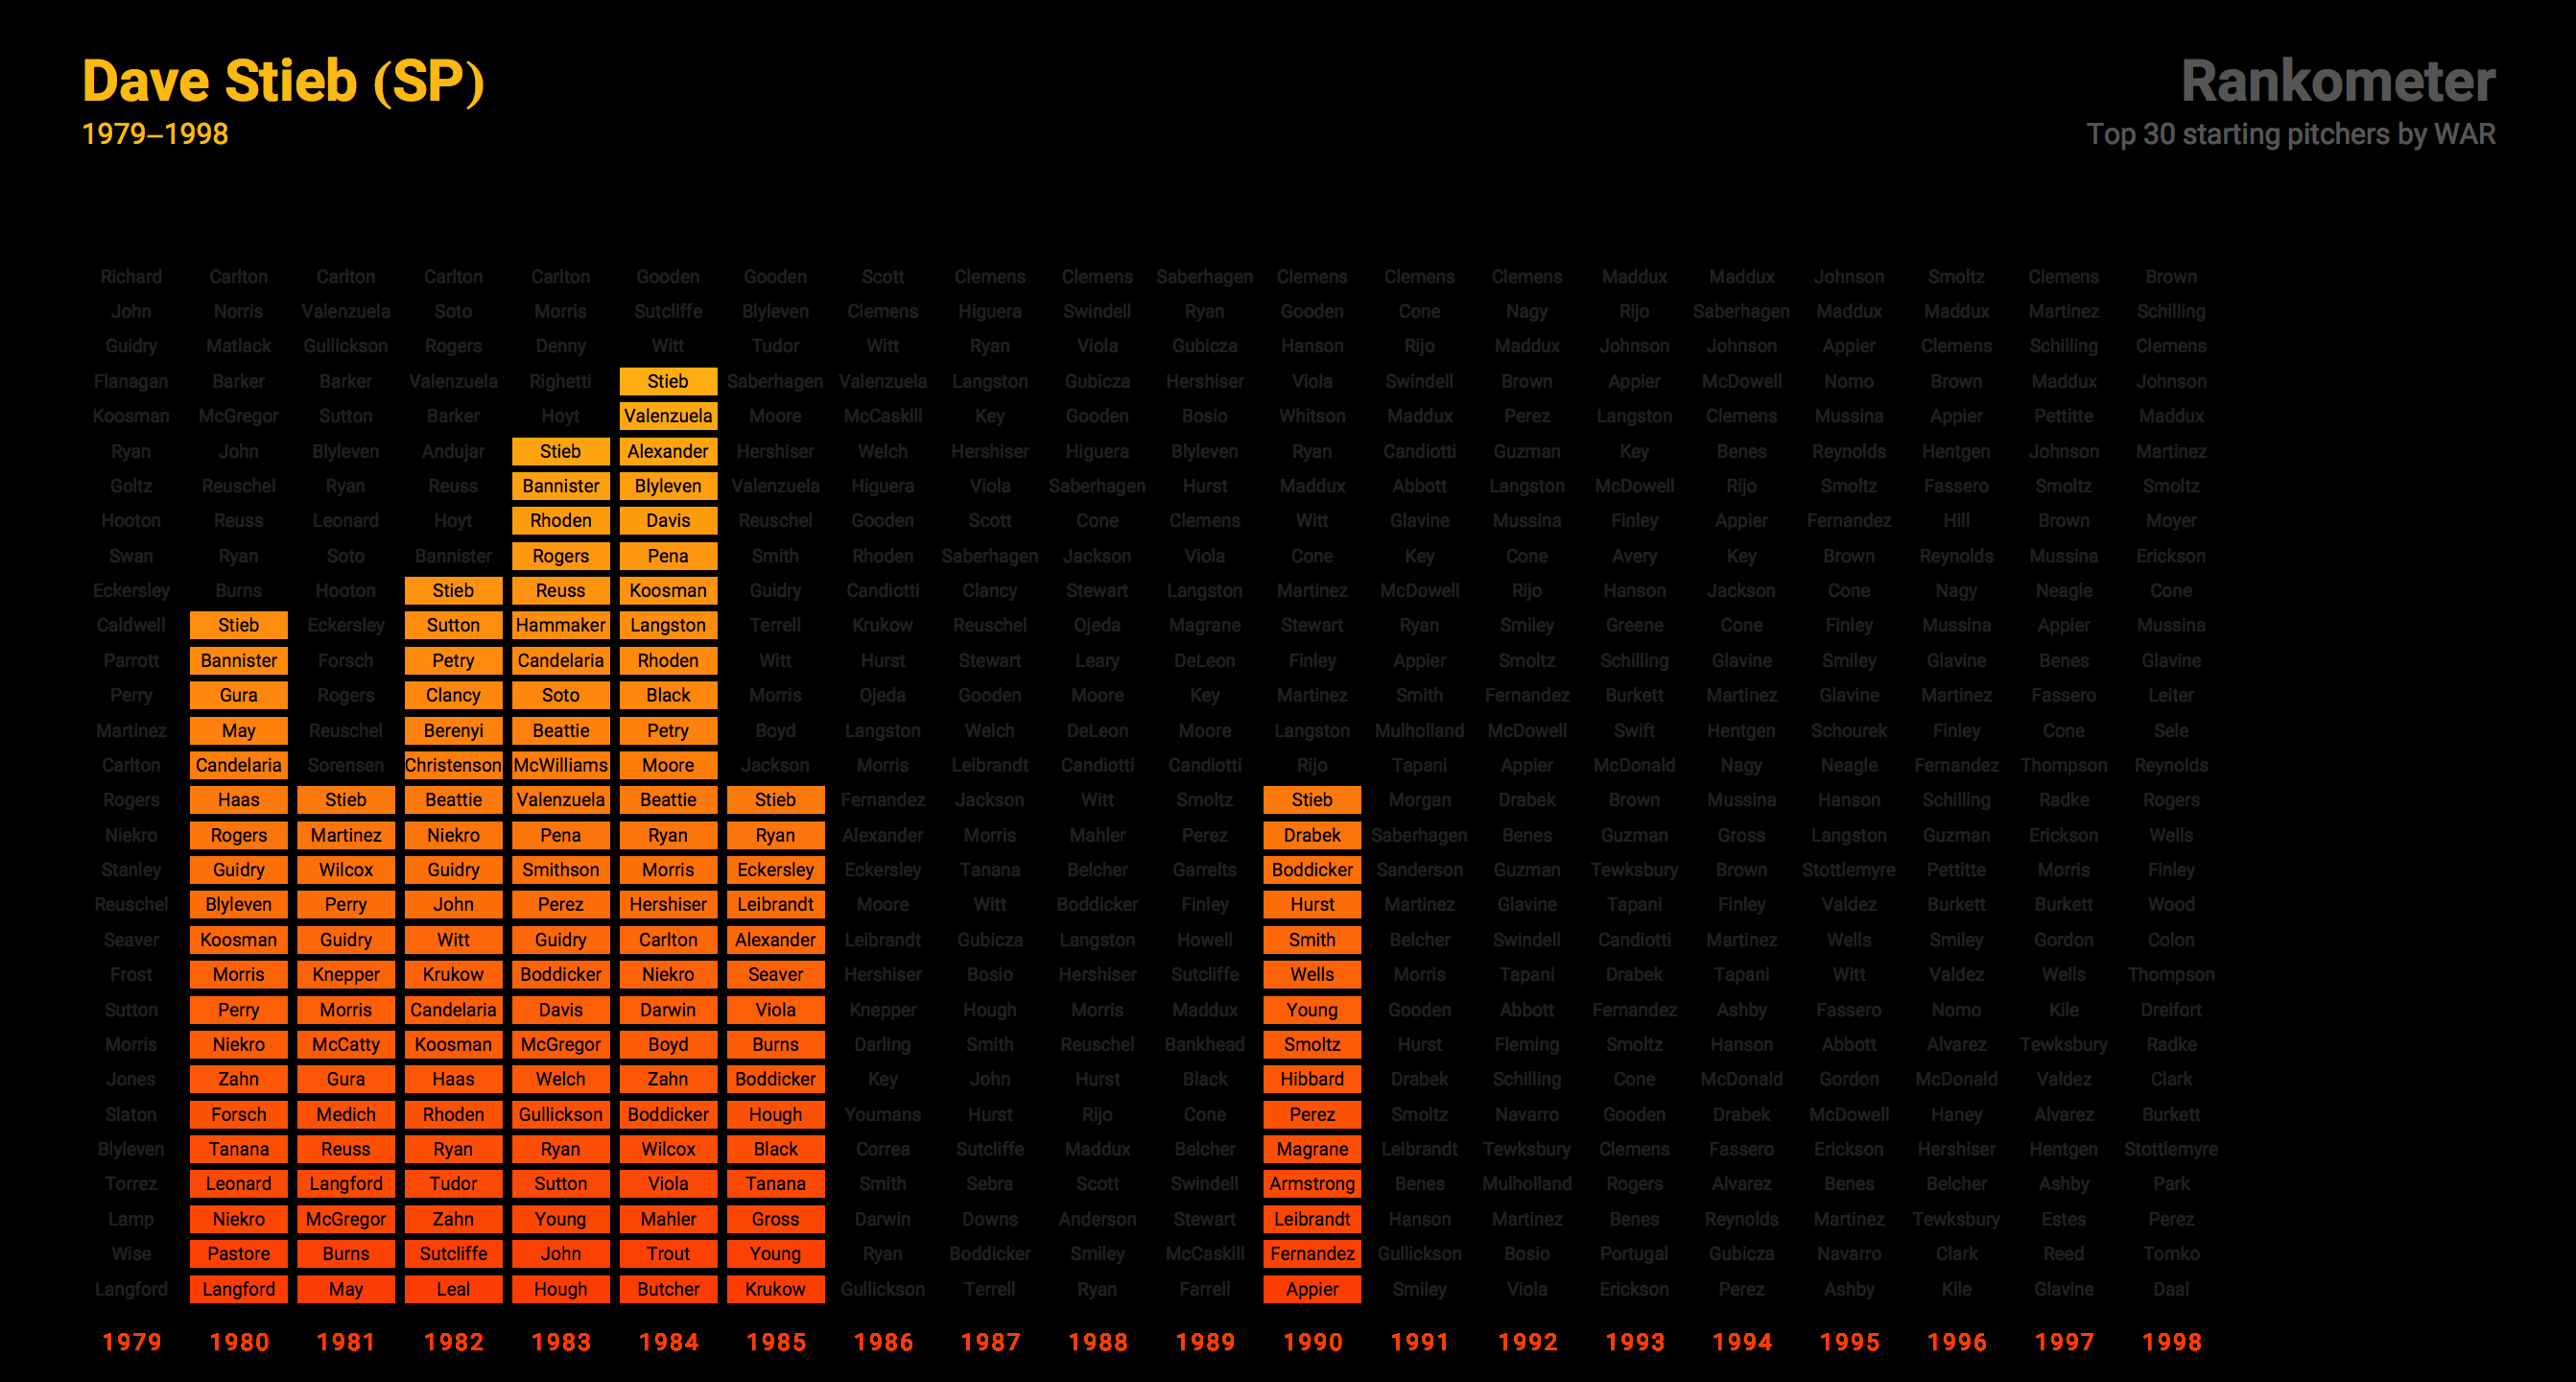 Dave Stieb (SP)
1979–1998
Rankometer
Top 30 starting pitchers by WAR
Richard Carlton Carlton Carlton Carlton Gooden Gooden Scott Clemens Clemens Saberhagen Clemens Clemens Clemens Maddux Maddux Johnson Smoltz Clemens Brown
John Norris Valenzuela Soto Morris Sutcliffe Blyleven Clemens Higuera Swindell Ryan Gooden Cone Nagy Rijo Saberhagen Maddux Maddux Martinez Schilling
Guidry Matlack Gullickson Rogers Denny Witt Tudor Witt Ryan Viola Gubicza Hanson Rijo Maddux Johnson Johnson Appier Clemens Schilling Clemens
Flanagan Barker Barker Valenzuela Righetti Stieb Saberhagen Valenzuela Langston Gubicza Hershiser Viola Swindell Brown Appier McDowell Nomo Brown Maddux Johnson
Koosman McGregor Sutton Barker Hoyt Valenzuela Moore McCaskill Key Gooden Bosio Whitson Maddux Perez Langston Clemens Mussina Appier Pettitte Maddux
Ryan John Blyleven Andujar Stieb Alexander Hershiser Welch Hershiser Higuera Blyleven Ryan Candiotti Guzman Key Benes Reynolds Hentgen Johnson Martinez
Goltz Reuschel Ryan Reuss Bannister Blyleven Valenzuela Higuera Viola Saberhagen Hurst Maddux Abbott Langston McDowell Rijo Smoltz Fassero Smoltz Smoltz
Hooton Reuss Leonard Hoyt Rhoden Davis Reuschel Gooden Scott Cone Clemens Witt Glavine Mussina Finley Appier Fernandez Hill Brown Moyer
Swan Ryan Soto Bannister Rogers Pena Smith Rhoden Saberhagen Jackson Viola Cone Key Cone Avery Key Brown Reynolds Mussina Erickson
Eckersley Burns Hooton Stieb Reuss Koosman Guidry Candiotti Clancy Stewart Langston Martinez McDowell Rijo Hanson Jackson Cone Nagy Neagle Cone
Caldwell Stieb Eckersley Sutton Hammaker Langston Terrell Krukow Reuschel Ojeda Magrane Stewart Ryan Smiley Greene Cone Finley Mussina Appier Mussina
Parrott Bannister Forsch Petry Candelaria Rhoden Witt Hurst Stewart Leary DeLeon Finley Appier Smoltz Schilling Glavine Smiley Glavine Benes Glavine
Perry Gura Rogers Clancy Soto Black Morris Ojeda Gooden Moore Key Martinez Smith Fernandez Burkett Martinez Glavine Martinez Fassero Leiter
Martinez May Reuschel Berenyi Beattie Petry Boyd Langston Welch DeLeon Moore Langston Mulholland McDowell Swift Hentgen Schourek Finley Cone Sele
Carlton Candelaria Sorensen Christenson McWilliams Moore Jackson Morris Leibrandt Candiotti Candiotti Rijo Tapani Appier McDonald Nagy Neagle Fernandez Thompson Reynolds
Rogers Haas Stieb Beattie Valenzuela Beattie Stieb Fernandez Jackson Witt Smoltz Stieb Morgan Drabek Brown Mussina Hanson Schilling Radke Rogers
Niekro Rogers Martinez Niekro Pena Ryan Ryan Alexander Morris Mahler Perez Drabek Saberhagen Benes Guzman Gross Langston Guzman Erickson Wells
Stanley Guidry Wilcox Guidry Smithson Morris Eckersley Eckersley Tanana Belcher Garrelts Boddicker Sanderson Guzman Tewksbury Brown Stottlemyre Pettitte Morris Finley
Reuschel Blyleven Perry John Perez Hershiser Leibrandt Moore Witt Boddicker Finley Hurst Martinez Glavine Tapani Finley Valdez Burkett Burkett Wood
Seaver Koosman Guidry Witt Guidry Carlton Alexander Leibrandt Gubicza Langston Howell Smith Belcher Swindell Candiotti Martinez Wells Smiley Gordon Colon
Frost Morris Knepper Krukow Boddicker Niekro Seaver Hershiser Bosio Hershiser Sutcliffe Wells Morris Tapani Drabek Tapani Witt Valdez Wells Thompson
Sutton Perry Morris Candelaria Davis Darwin Viola Knepper Hough Morris Maddux Young Gooden Abbott Fernandez Ashby Fassero Nomo Kile Dreifort
Morris Niekro McCatty Koosman McGregor Boyd Burns Darling Smith Reuschel Bankhead Smoltz Hurst Fleming Smoltz Hanson Abbott Alvarez Tewksbury Radke
Jones Zahn Gura Haas Welch Zahn Boddicker Key John Hurst Black Hibbard Drabek Schilling Cone McDonald Gordon McDonald Valdez Clark
Slaton Forsch Medich Rhoden Gullickson Boddicker Hough Youmans Hurst Rijo Cone Perez Smoltz Navarro Gooden Drabek McDowell Haney Alvarez Burkett
Blyleven Tanana Reuss Ryan Ryan Wilcox Black Correa Sutcliffe Maddux Belcher Magrane Leibrandt Tewksbury Clemens Fassero Erickson Hershiser Hentgen Stottlemyre
Torrez Leonard Langford Tudor Sutton Viola Tanana Smith Sebra Scott Swindell Armstrong Benes Mulholland Rogers Alvarez Benes Belcher Ashby Park
Lamp Niekro McGregor Zahn Young Mahler Gross Darwin Downs Anderson Stewart Leibrandt Hanson Martinez Benes Reynolds Martinez Tewksbury Estes Perez
Wise Pastore Burns Sutcliffe John Trout Young Ryan Boddicker Smiley McCaskill Fernandez Gullickson Bosio Portugal Gubicza Navarro Clark Reed Tomko
Langford Langford May Leal Hough Butcher Krukow Gullickson Terrell Ryan Farrell Appier Smiley Viola Erickson Perez Ashby Kile Glavine Daal
1979 1980 1981 1982 1983 1984 1985 1986 1987 1988 1989 1990 1991 1992 1993 1994 1995 1996 1997 1998